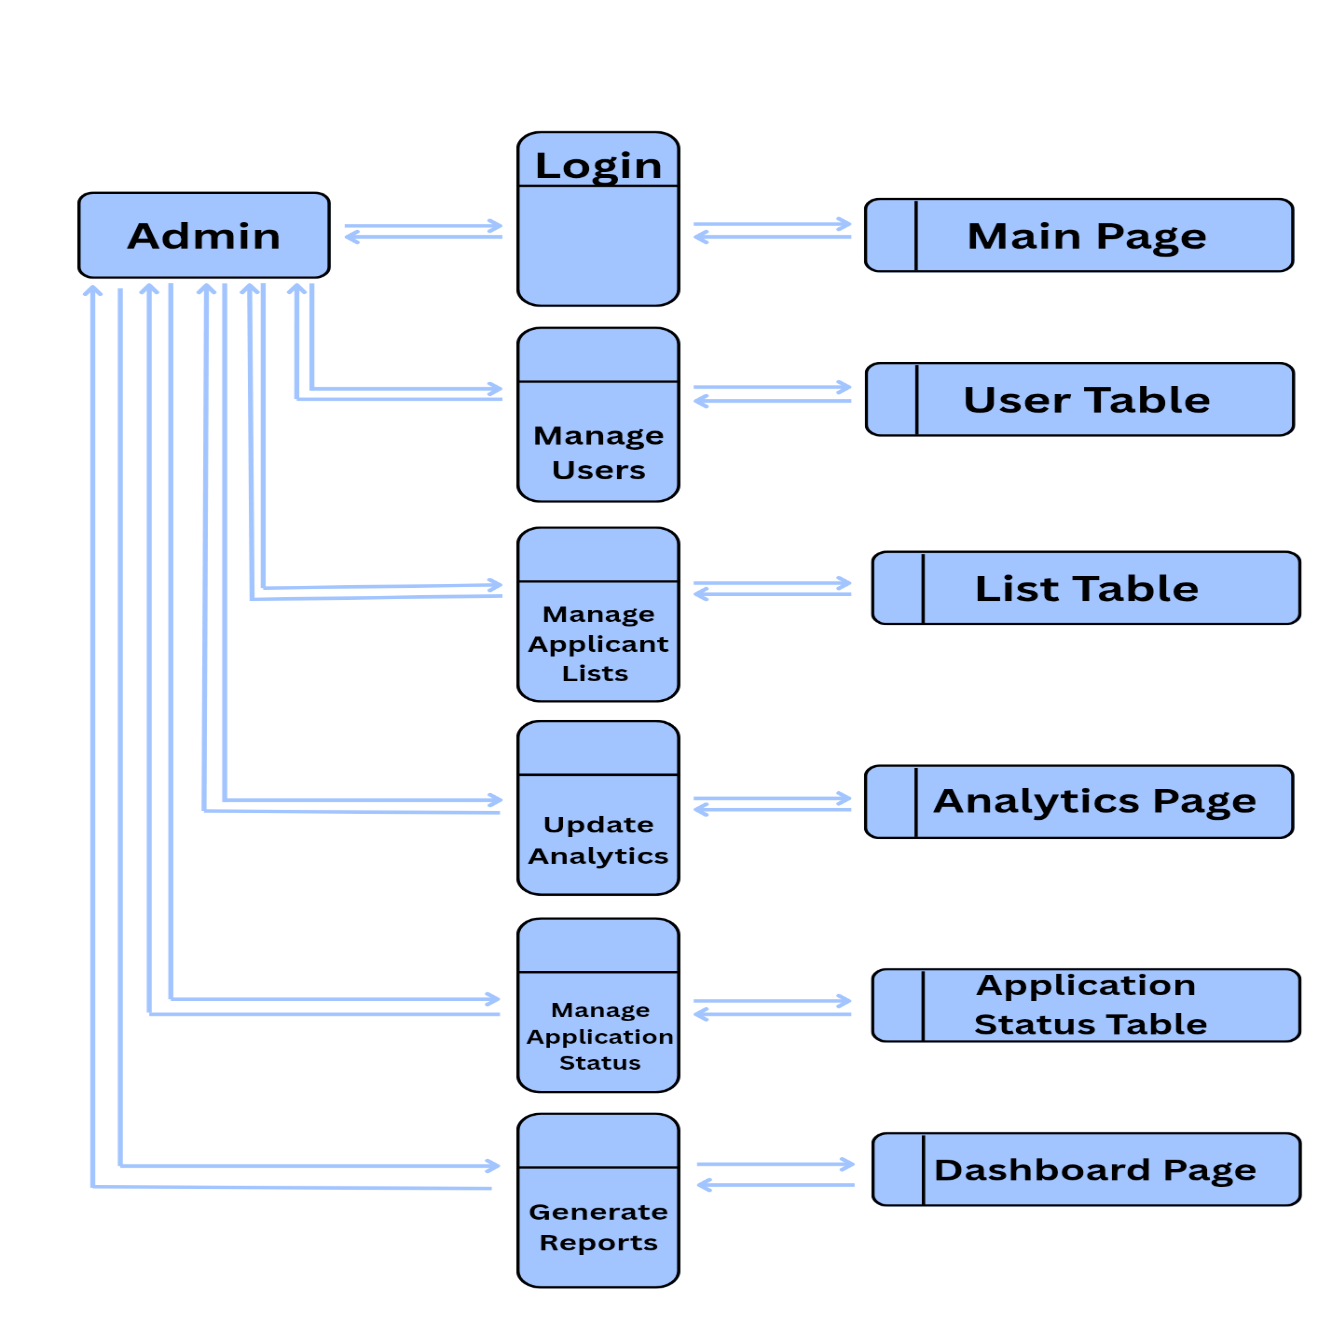 Login
Admin
Main Page
Manage
Users
User Table
Manage
Applicant
Lists
List Table
Update
Analytics
Analytics Page
Manage
Application
Status
Application
Status Table
Generate
Reports
Dashboard Page